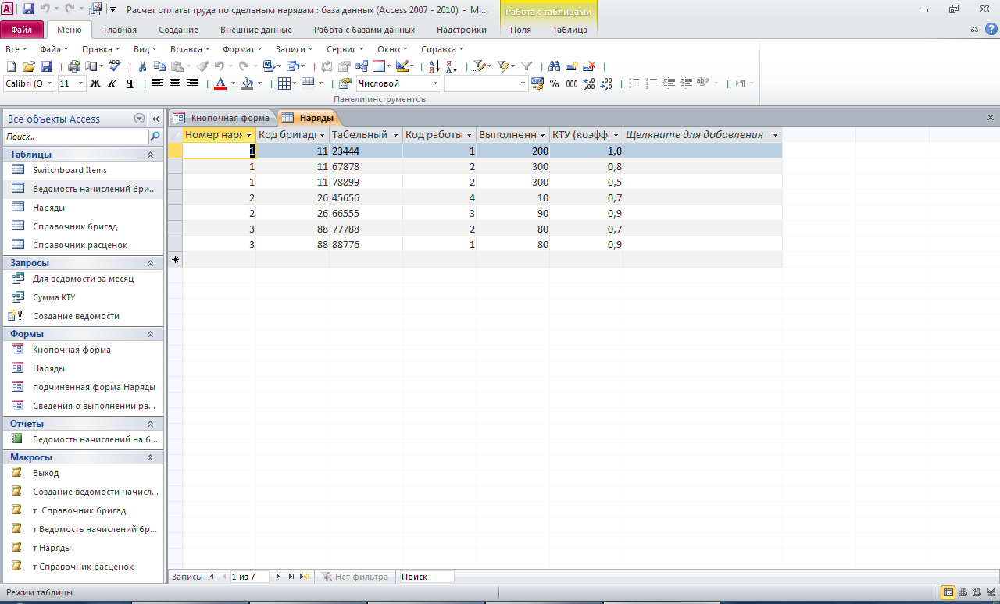 Расчет оплаты труда по сдельным нарядам : база данных (Access 2007 - 2010) - Mi...
Работа с таблицами
Файл Меню Главная Создание Внешние данные Работа с базами данных Надстройки Поля Таблица
Все Файл Правка Вид Вставка Формат Записи Сервис Окно Справка
Calibri (О 11 Ж К Ч Числовой % 000
Панели инструментов
Все объекты Access
Поиск...
Таблицы
Switchboard Items
Ведомость начислений бри...
Наряды
Справочник бригад
Справочник расценок
Запросы
Для ведомости за месяц
Сумма КТУ
Создание ведомости
Формы
Кнопочная форма
Наряды
подчиненная форма Наряды
Сведения о выполнении ра...
Отчеты
Ведомость начислений на б...
Макросы
Выход
Создание ведомости начисл...
т Справочник бригад
т Ведомость начислений бр...
т Наряды
т Справочник расценок
Кнопочная форма Наряды
Номер наря Код бригады Табельный Код работы Выполненн КТУ (коэфф Щелкните для добавления
1 11 23444 1 200 1,0
1 11 67878 2 300 0,8
1 11 78899 2 300 0,5
2 26 45656 4 10 0,7
2 26 66555 3 90 0,9
3 88 77788 2 80 0,7
3 88 88776 1 80 0,9
Запись: 1 из 7 Нет фильтра Поиск
Режим таблицы